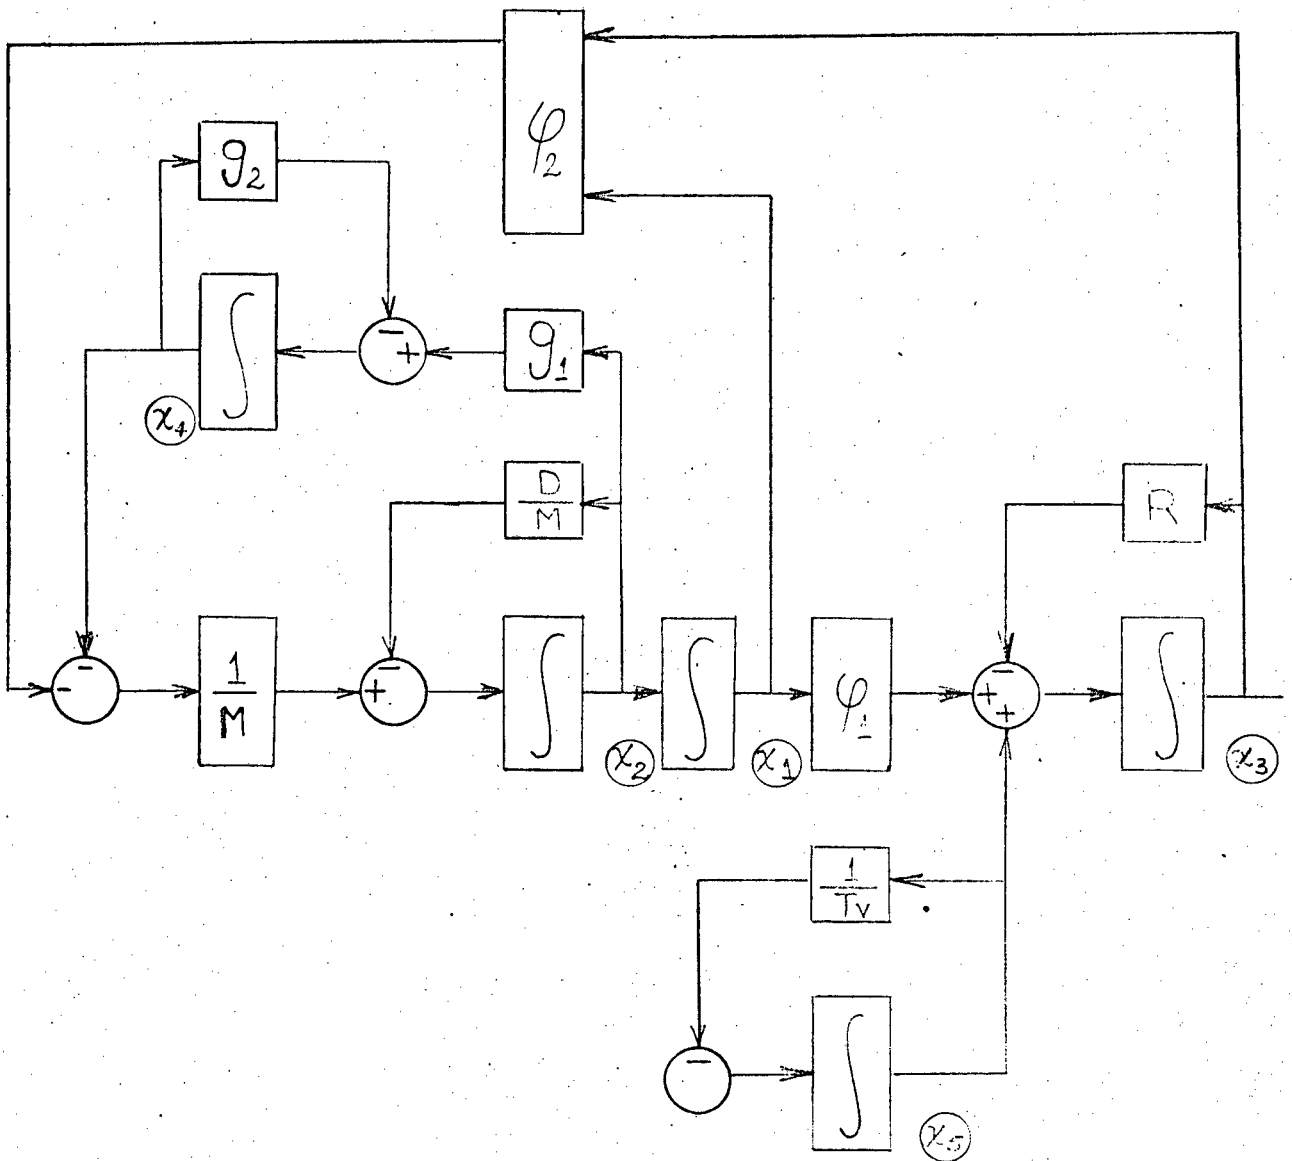 φ₂
g₂
g₁
x₄
D/M
R
1/M
φ₁
x₂
x₁
x₃
1/Tv
x₅